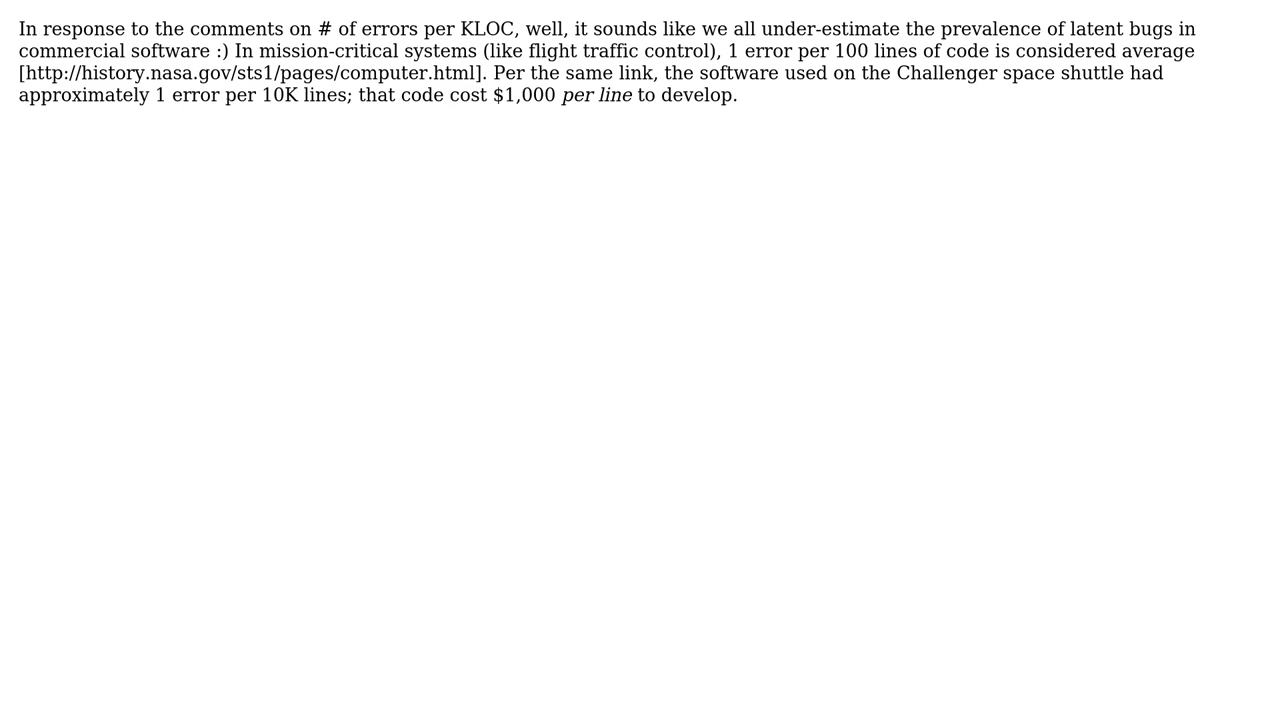 In response to the comments on # of errors per KLOC, well, it sounds like we all under-estimate the prevalence of latent bugs in
commercial software :) In mission-critical systems (like flight traffic control), 1 error per 100 lines of code is considered average
[http://history.nasa.gov/sts1/pages/computer.html]. Per the same link, the software used on the Challenger space shuttle had
approximately 1 error per 10K lines; that code cost $1,000 per line to develop.